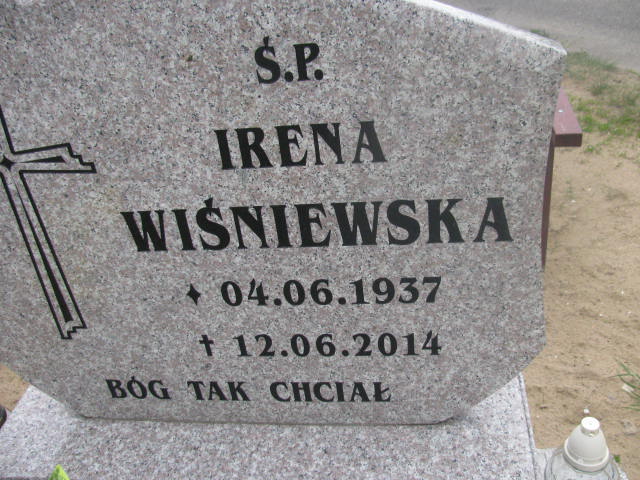 Ś.P.
IRENA
WIŚNIEWSKA
✦ 04.06.1937
✝ 12.06.2014
BÓG TAK CHCIAŁ